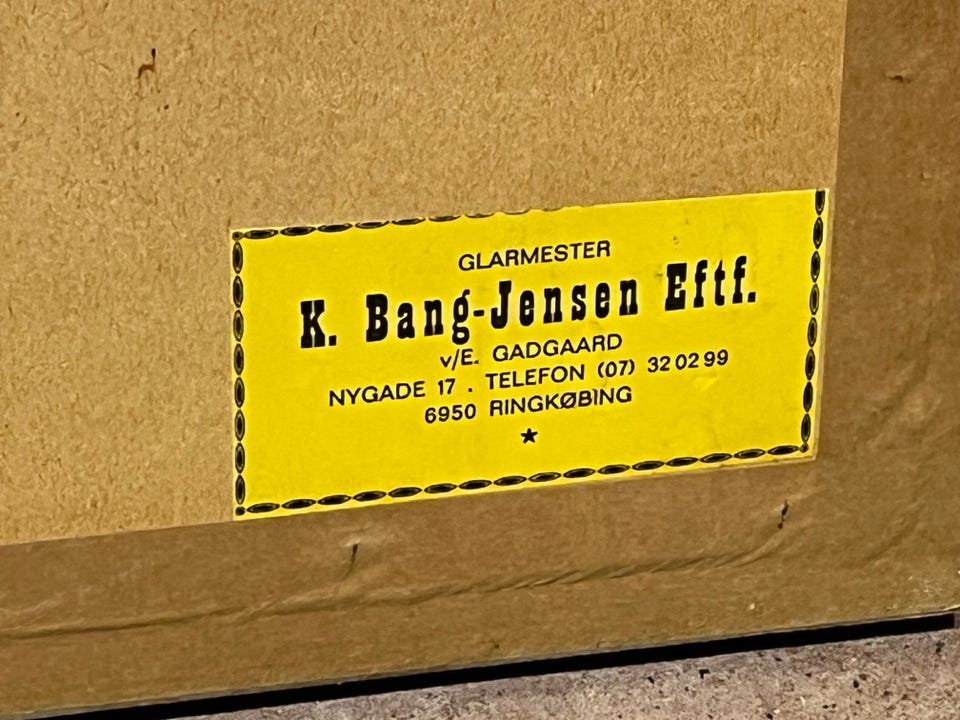 GLARMESTER
K. Bang-Jensen Eftf.
v/E. GADGAARD
NYGADE 17 . TELEFON (07) 32 02 99
6950 RINGKØBING